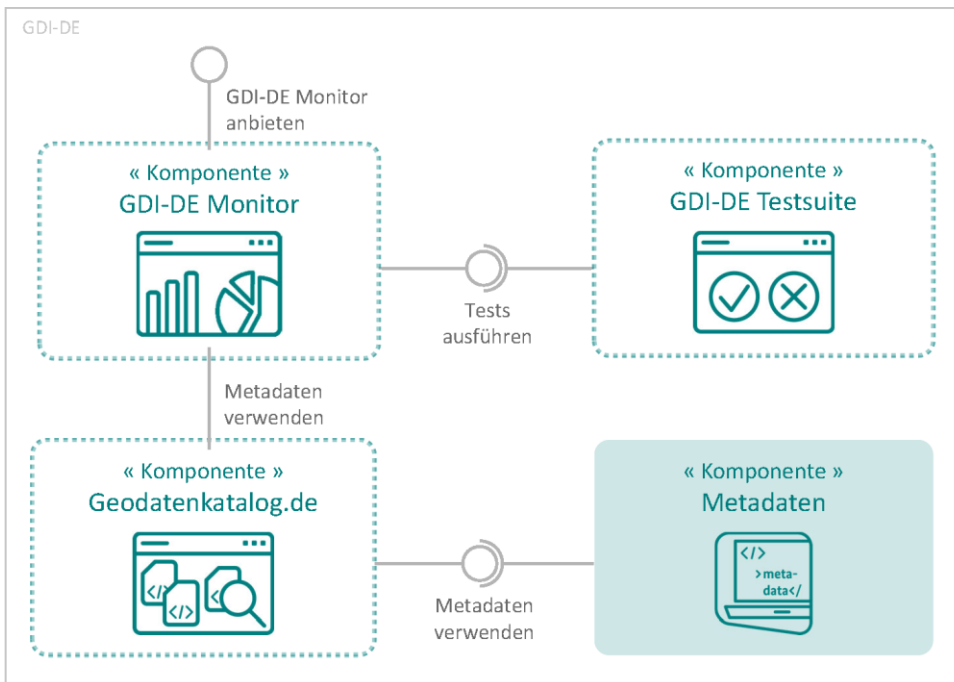 GDI-DE
GDI-DE Monitor
anbieten
« Komponente »
GDI-DE Monitor
« Komponente »
GDI-DE Testsuite
Tests
ausführen
Metadaten
verwenden
« Komponente »
Geodatenkatalog.de
</>
</>
</>
« Komponente »
Metadaten
</>
>meta-
data</
Metadaten
verwenden